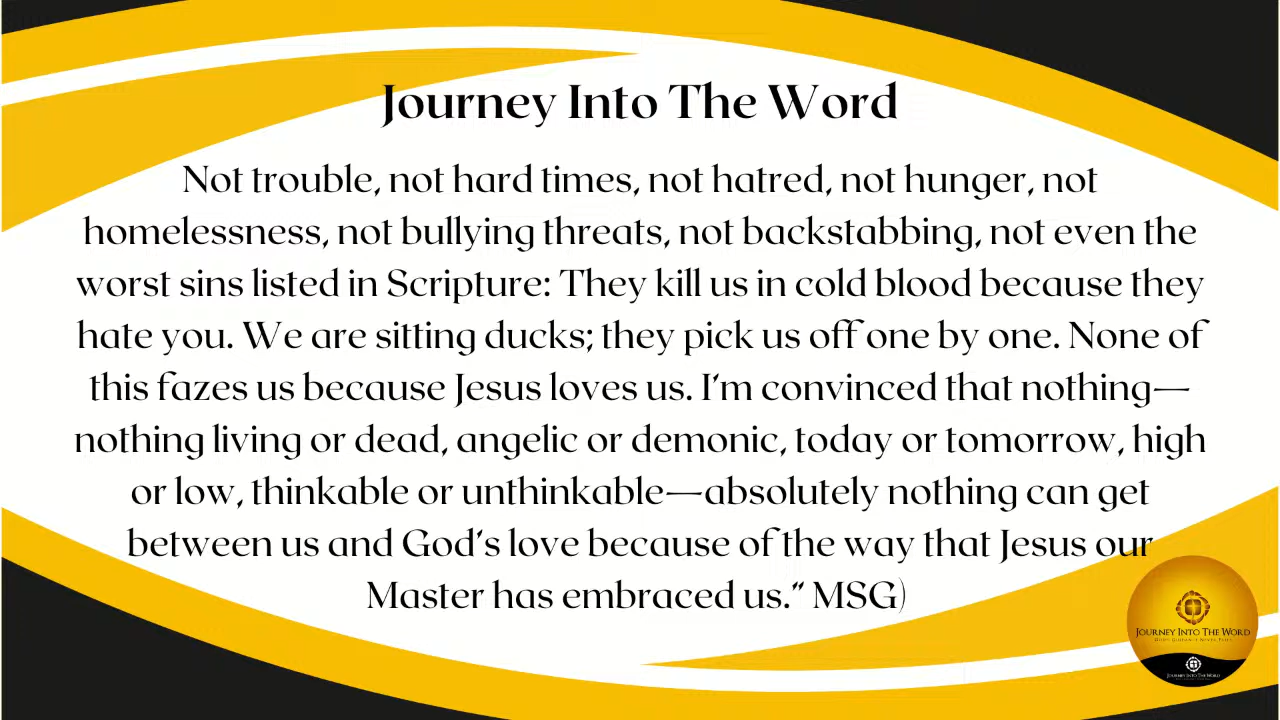 Journey Into The Word
Not trouble, not hard times, not hatred, not hunger, not
homelessness, not bullying threats, not backstabbing, not even the
worst sins listed in Scripture: They kill us in cold blood because they
hate you. We are sitting ducks; they pick us off one by one. None of
this fazes us because Jesus loves us. I’m convinced that nothing—
nothing living or dead, angelic or demonic, today or tomorrow, high
or low, thinkable or unthinkable—absolutely nothing can get
between us and God’s love because of the way that Jesus our
Master has embraced us.” MSG)
Journey Into The Word
Journey Into The Word